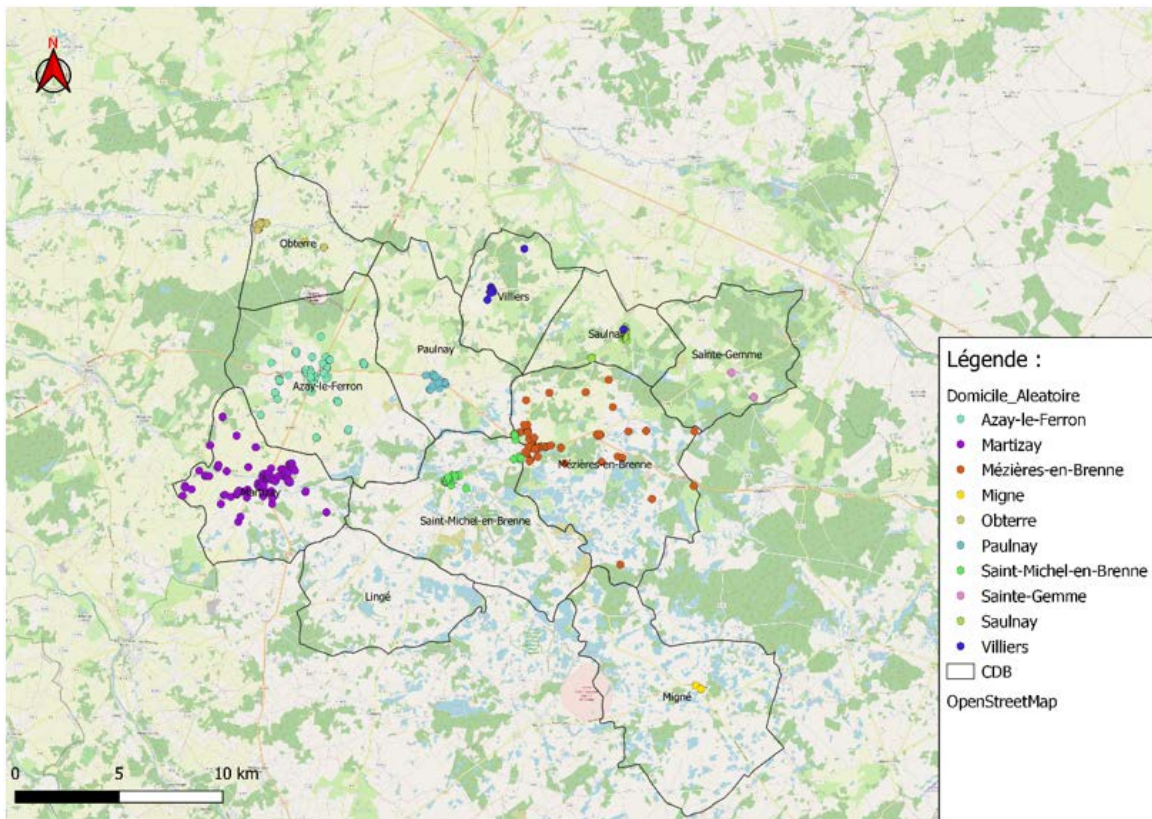 N
Obterre
Villiers
Saulnay
Paulnay
Sainte-Gemme
Azay-le-Ferron
Mézières-en-Brenne
Martizay
Saint-Michel-en-Brenne
Lingé
Migné
0 5 10 km
Légende :
Domicile_Aleatoire
Azay-le-Ferron
Martizay
Mézières-en-Brenne
Migne
Obterre
Paulnay
Saint-Michel-en-Brenne
Sainte-Gemme
Saulnay
Villiers
CDB
OpenStreetMap